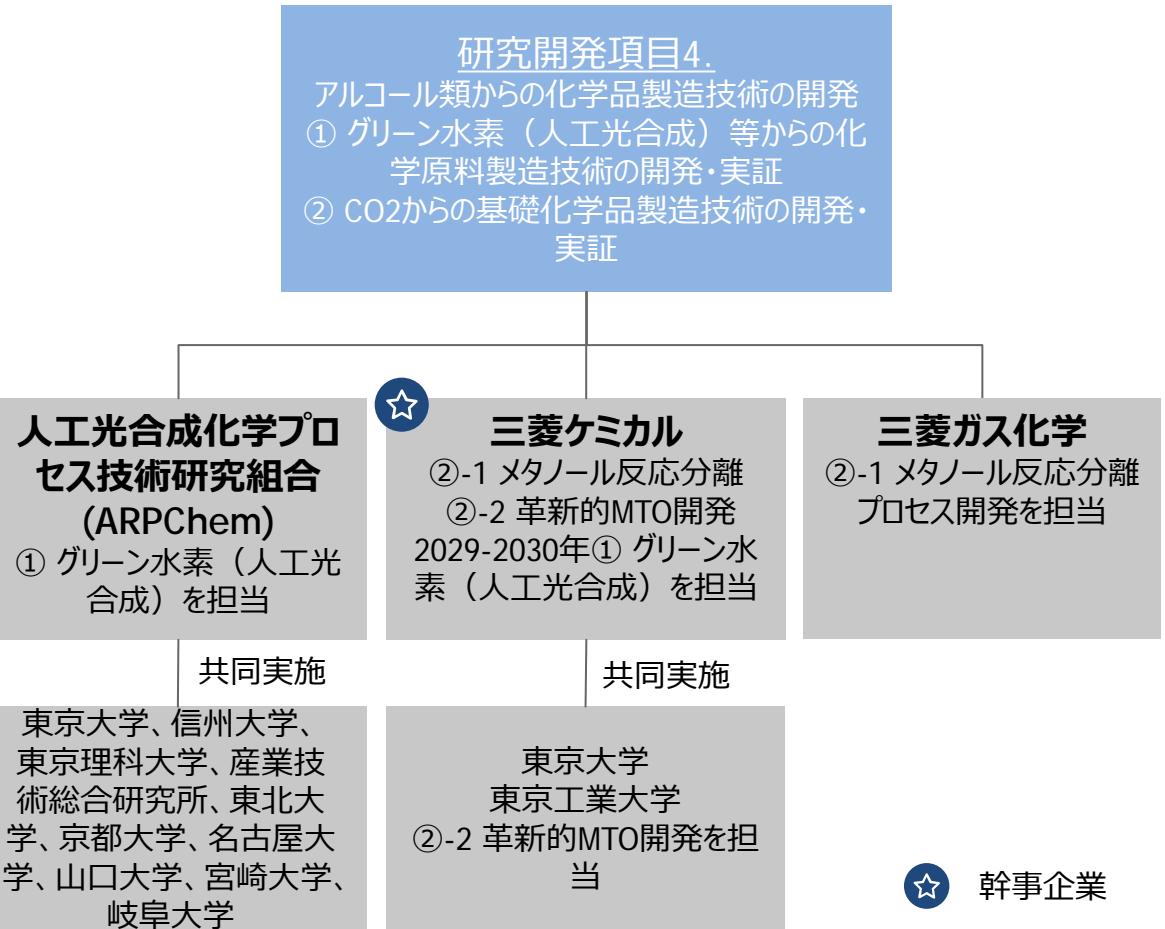 研究開発項目4.
アルコール類からの化学品製造技術の開発
① グリーン水素（人工光合成）等からの化
学原料製造技術の開発・実証
② CO2からの基礎化学品製造技術の開発・
実証
人工光合成化学プロ
セス技術研究組合
(ARPChem)
① グリーン水素（人工光
合成）を担当
三菱ケミカル
②-1 メタノール反応分離
②-2 革新的MTO開発
2029-2030年① グリーン水
素（人工光合成）を担当
三菱ガス化学
②-1 メタノール反応分離
プロセス開発を担当
共同実施
共同実施
東京大学、信州大学、
東京理科大学、産業技
術総合研究所、東北大
学、京都大学、名古屋大
学、山口大学、宮崎大学、
岐阜大学
東京大学
東京工業大学
②-2 革新的MTO開発を担
当
幹事企業